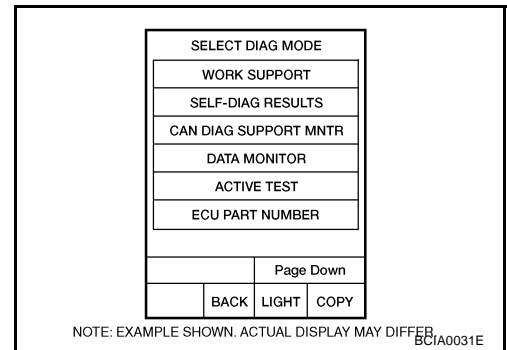 SELECT DIAG MODE
WORK SUPPORT
SELF-DIAG RESULTS
CAN DIAG SUPPORT MNTR
DATA MONITOR
ACTIVE TEST
ECU PART NUMBER
Page Down
BACK LIGHT COPY
NOTE: EXAMPLE SHOWN. ACTUAL DISPLAY MAY DIFFER.
BCIA0031E